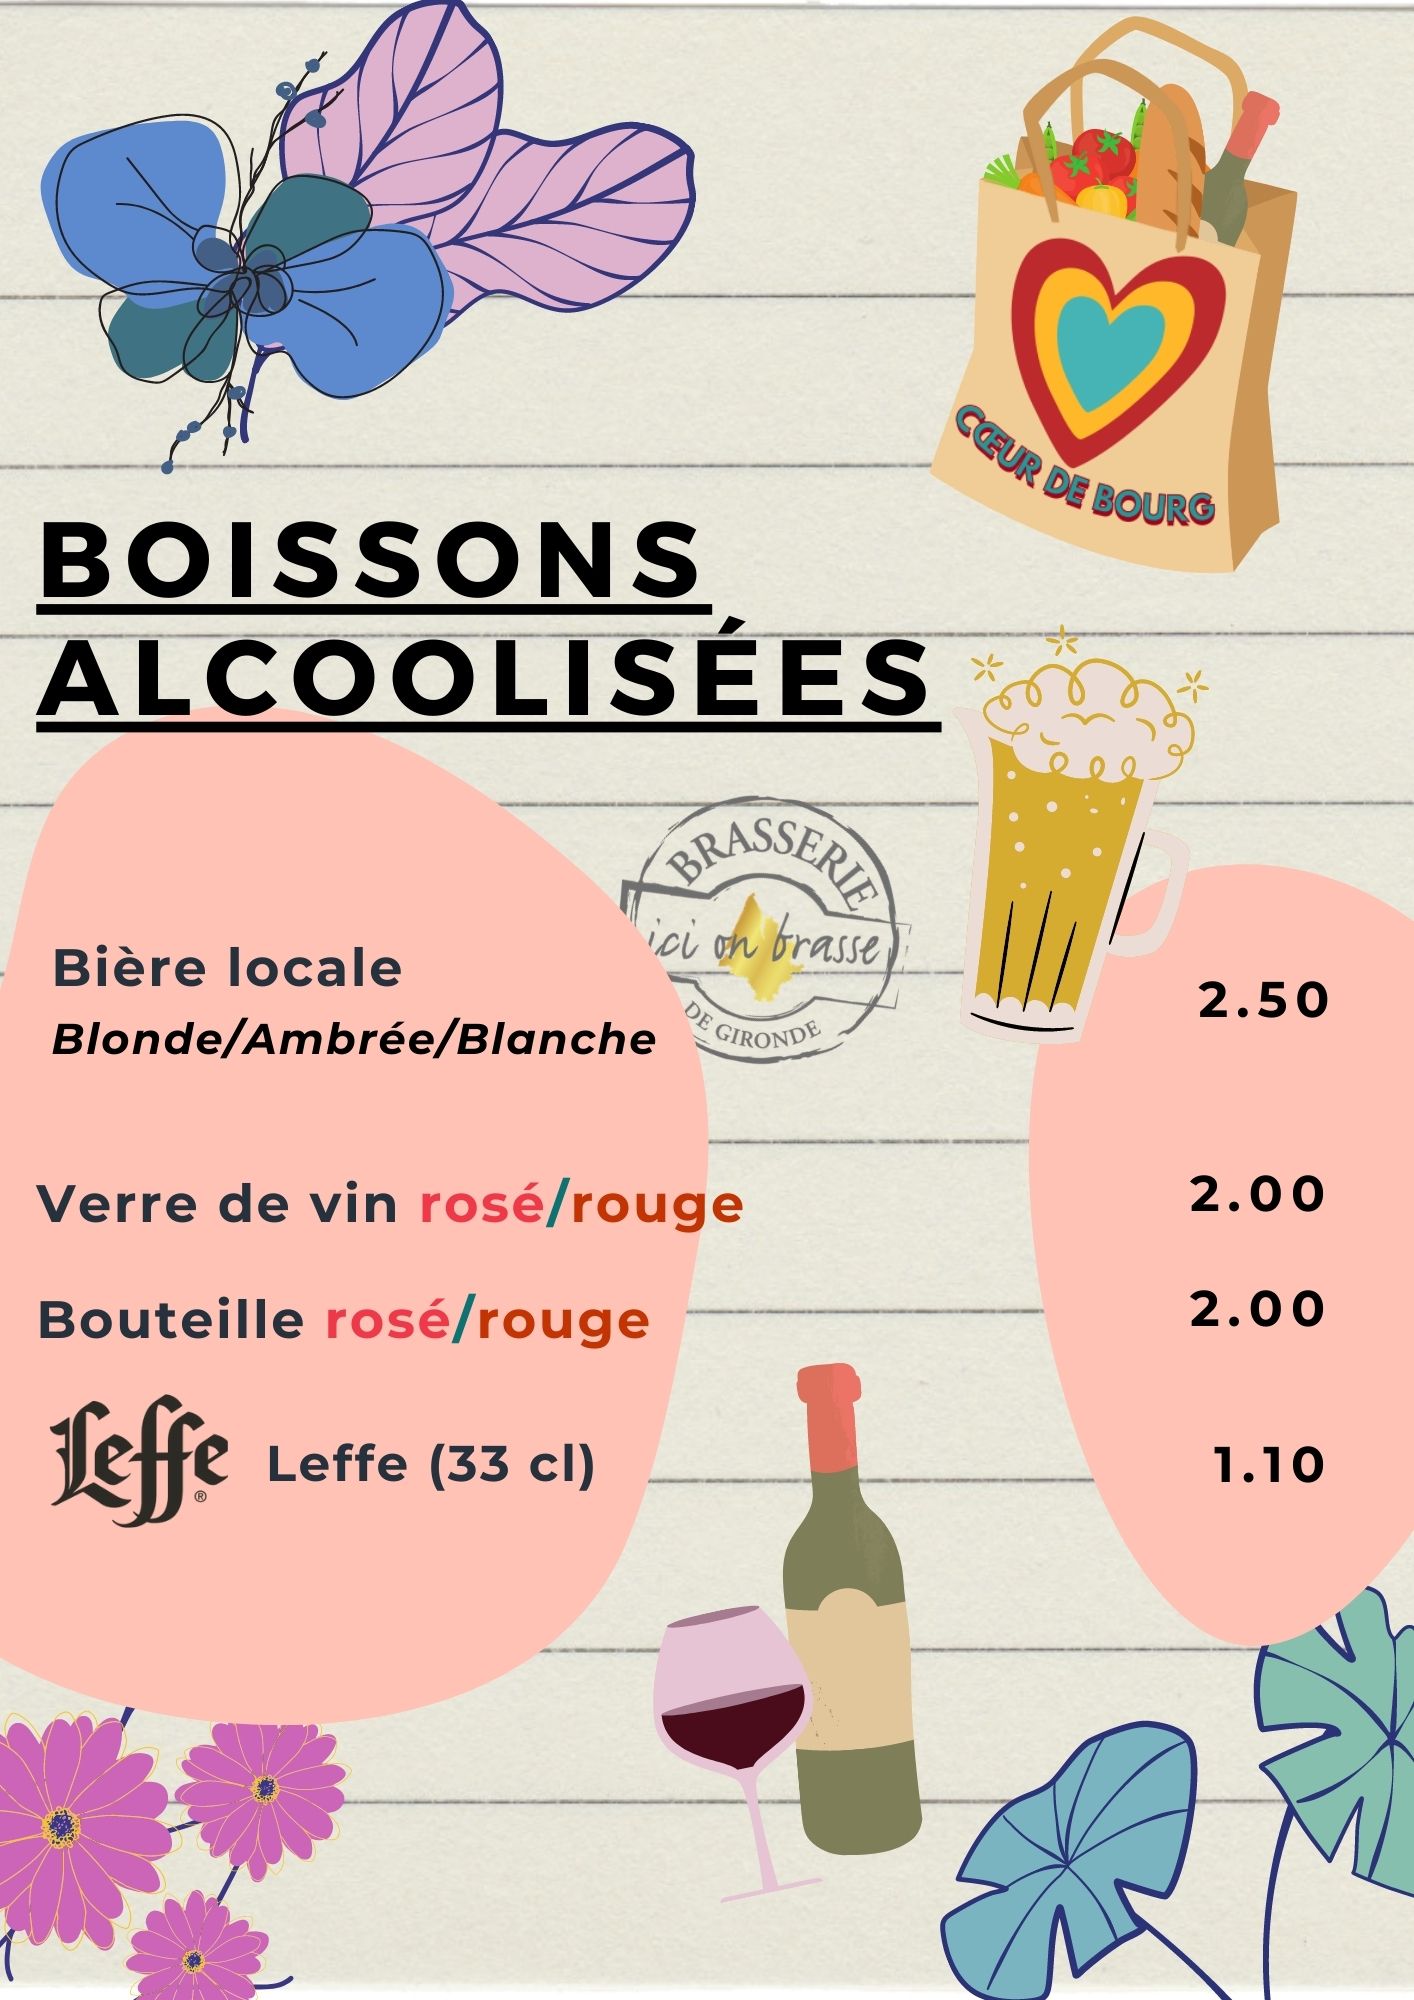 CŒUR DE BOURG
BOISSONS
ALCOOLISÉES
BRASSERIE
ici on brasse
DE GIRONDE
Bière locale
2.50
Blonde/Ambrée/Blanche
Verre de vin rosé/rouge
2.00
Bouteille rosé/rouge
2.00
Leffe ®
Leffe (33 cl)
1.10